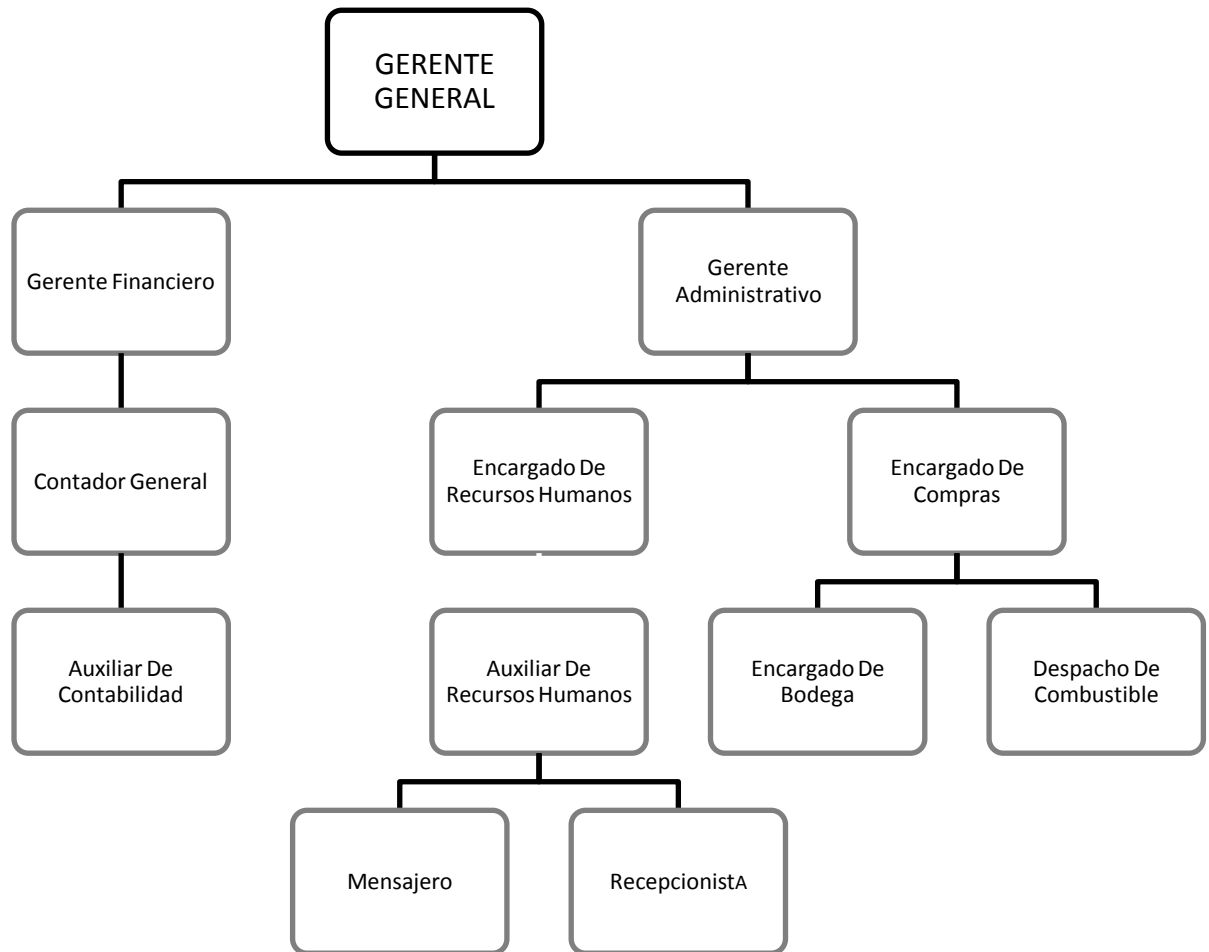 GERENTE
GENERAL
Gerente Financiero
Gerente
Administrativo
Contador General
Encargado De
Recursos Humanos
Encargado De
Compras
Auxiliar De
Contabilidad
Auxiliar De
Recursos Humanos
Encargado De
Bodega
Despacho De
Combustible
Mensajero
RecepcionistA